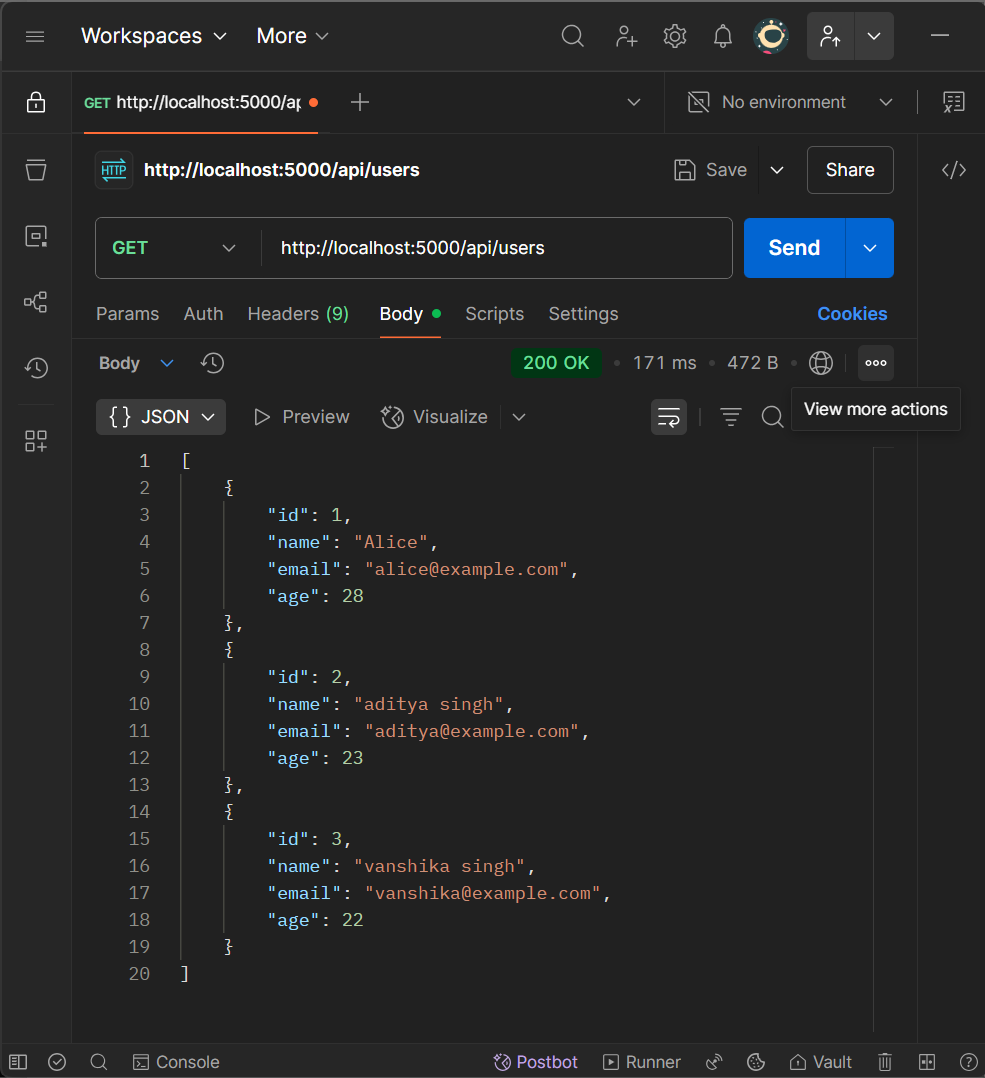 Workspaces More
GET http://localhost:5000/ap No environment
HTTP http://localhost:5000/api/users Save Share
GET http://localhost:5000/api/users Send
Params Auth Headers (9) Body Scripts Settings Cookies
Body 200 OK 171 ms 472 B
{} JSON Preview Visualize View more actions
1 [
2 {
3 "id": 1,
4 "name": "Alice",
5 "email": "alice@example.com",
6 "age": 28
7 },
8 {
9 "id": 2,
10 "name": "aditya singh",
11 "email": "aditya@example.com",
12 "age": 23
13 },
14 {
15 "id": 3,
16 "name": "vanshika singh",
17 "email": "vanshika@example.com",
18 "age": 22
19 }
20 ]
Console Postbot Runner Vault